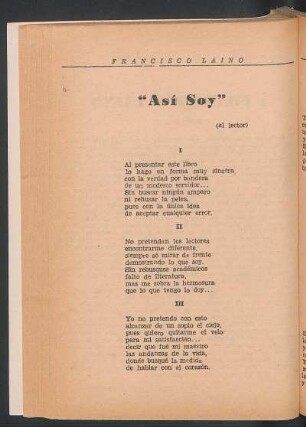 FRANCISCO LAINO
"Así Soy"
(al lector)
I
Al presentar este libro
lo hago en forma muy sincera,
con la verdad por bandera
de un modesto servidor...
Sin buscar ningún amparo
ni rehusar la pelea,
pues con la única idea
de aceptar cualquier error.
II
No pretendan los lectores
encontrarme diferente,
siempre sé mirar de frente
demostrando lo que soy.
Sin rebusques académicos
falto de literatura,
mas me sobra la
que lo que tengo lo doy...
III
Yo no pretendo con esto
alcanzar de un soplo el cielo,
pues quiero quitarme el velo
para mi satisfacción...
decir que fué mi maestro
las andanzas de la vida,
donde busqué la medida
de hablar con el corazón.